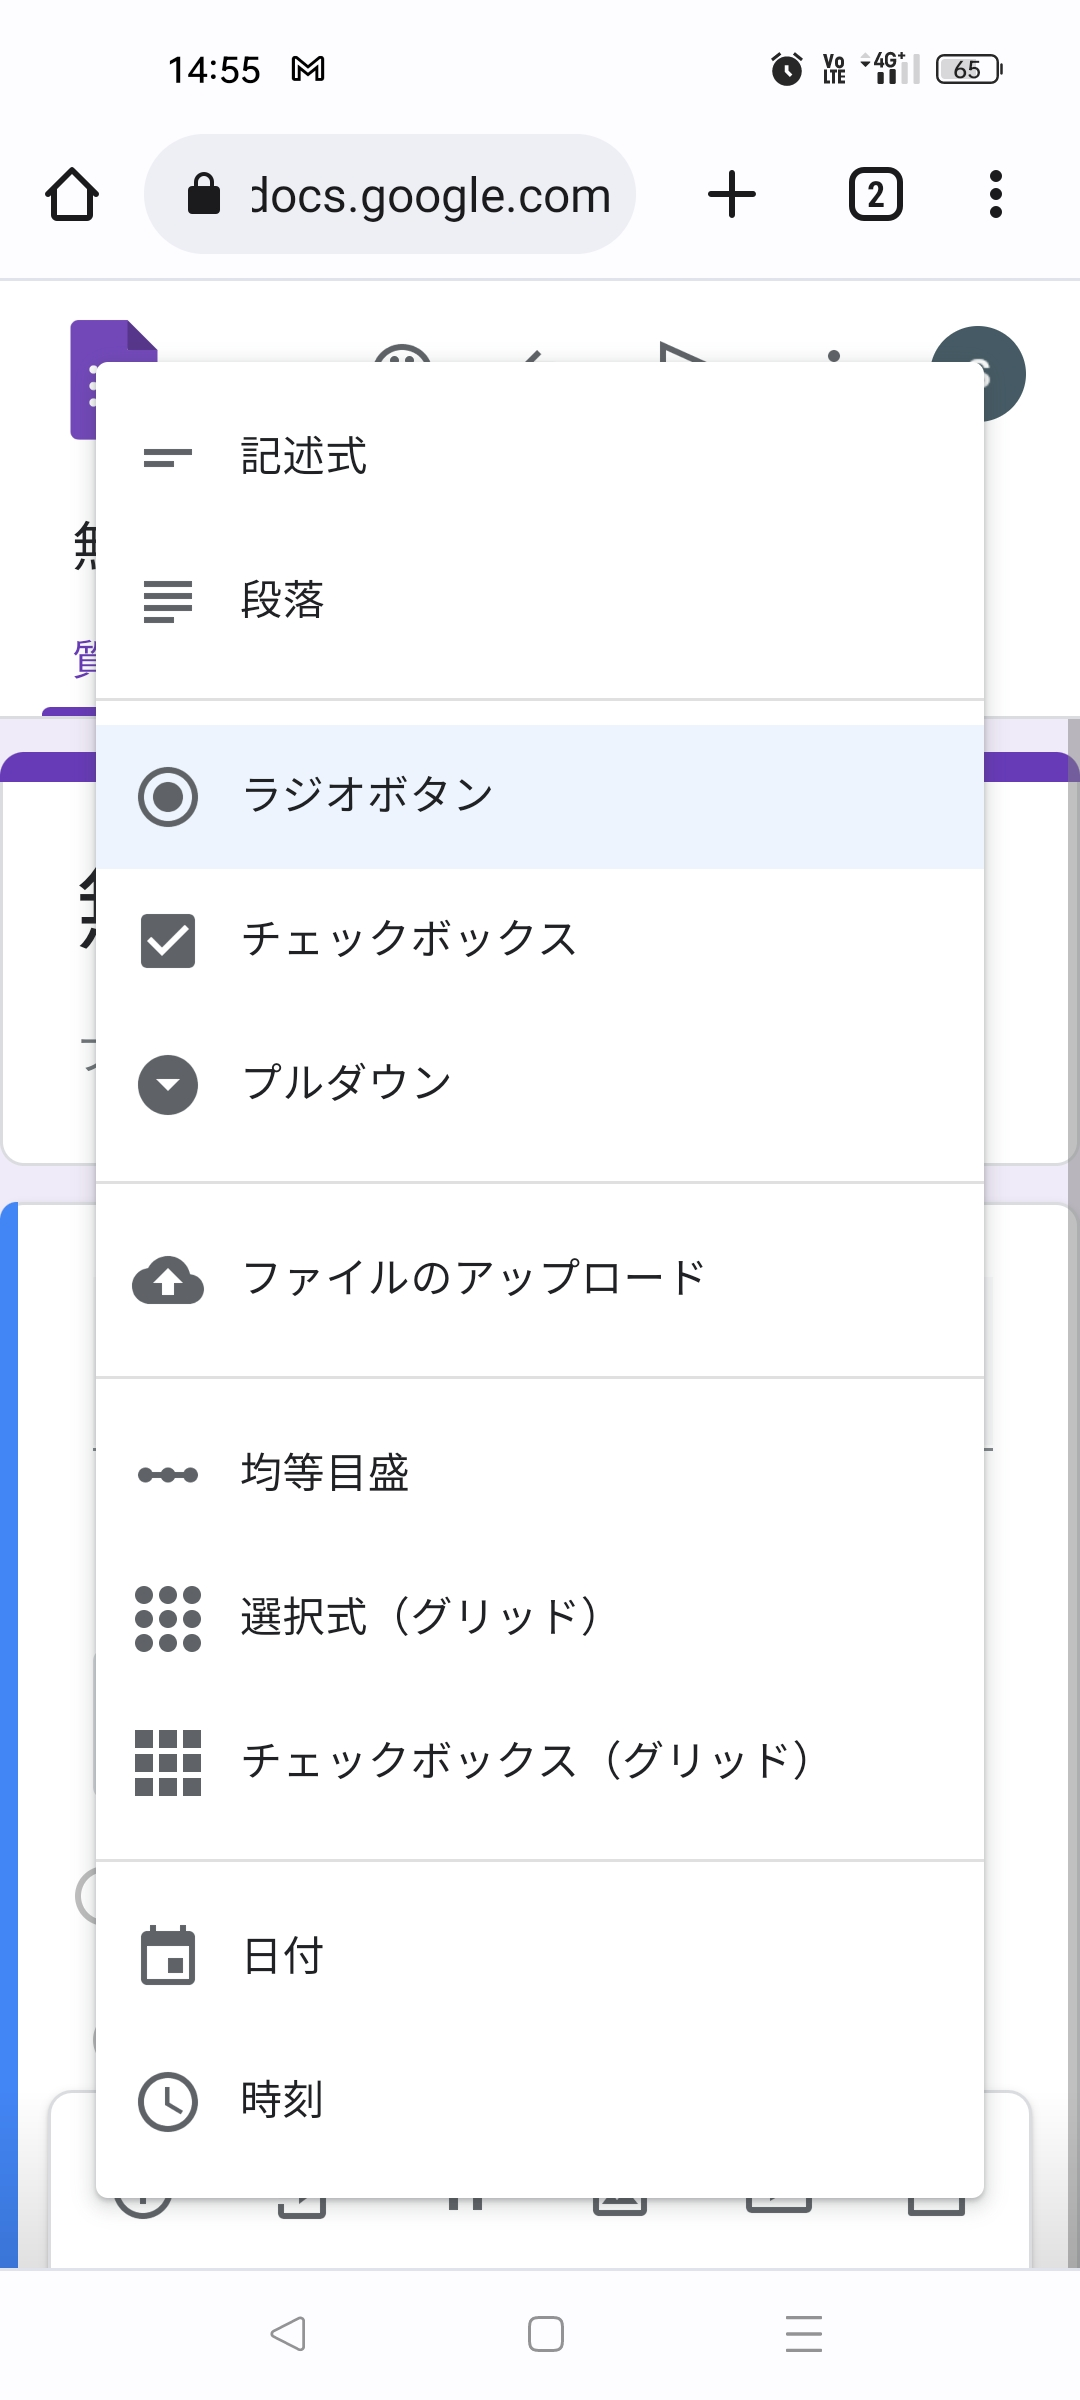 14:55
Vo LTE 4G+ 65
docs.google.com
2
記述式
段落
ラジオボタン
チェックボックス
プルダウン
ファイルのアップロード
均等目盛
選択式（グリッド）
チェックボックス（グリッド）
日付
時刻